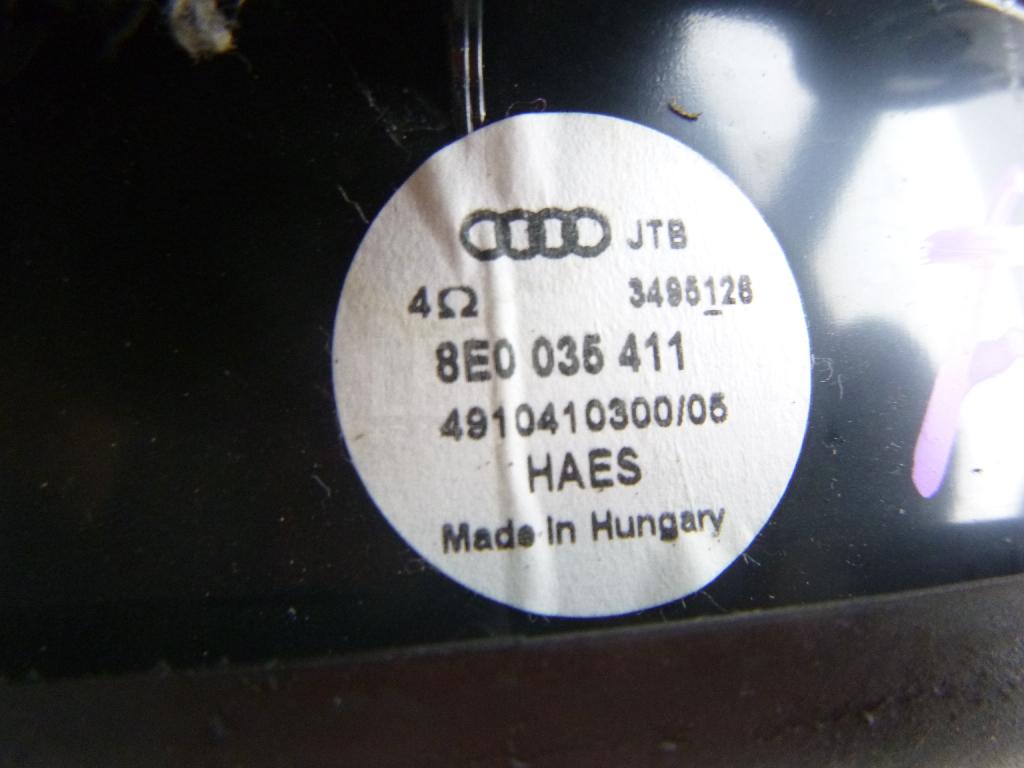 JTB
4Ω 3495126
8E0 035 411
4910410300/05
HAES
Made in Hungary